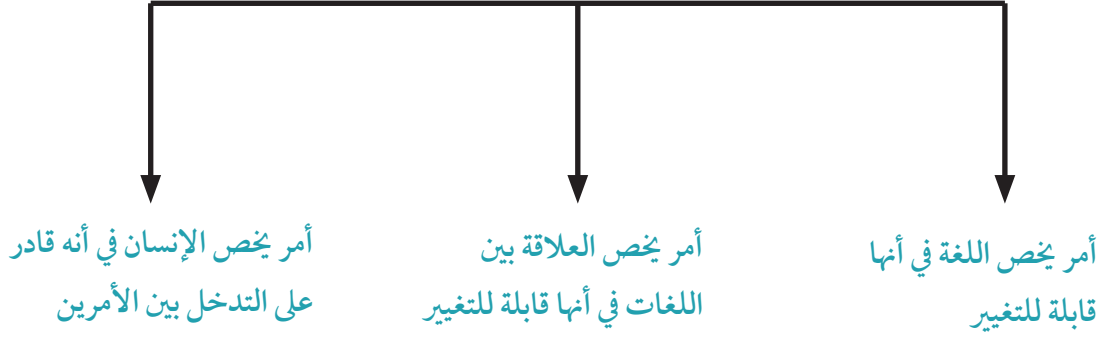 أمر يخص اللغة في أنها
قابلة للتغيير
أمر يخص العلاقة بين
اللغات في أنها قابلة للتغيير
أمر يخص الإنسان في أنه قادر
على التدخل بين الأمرين